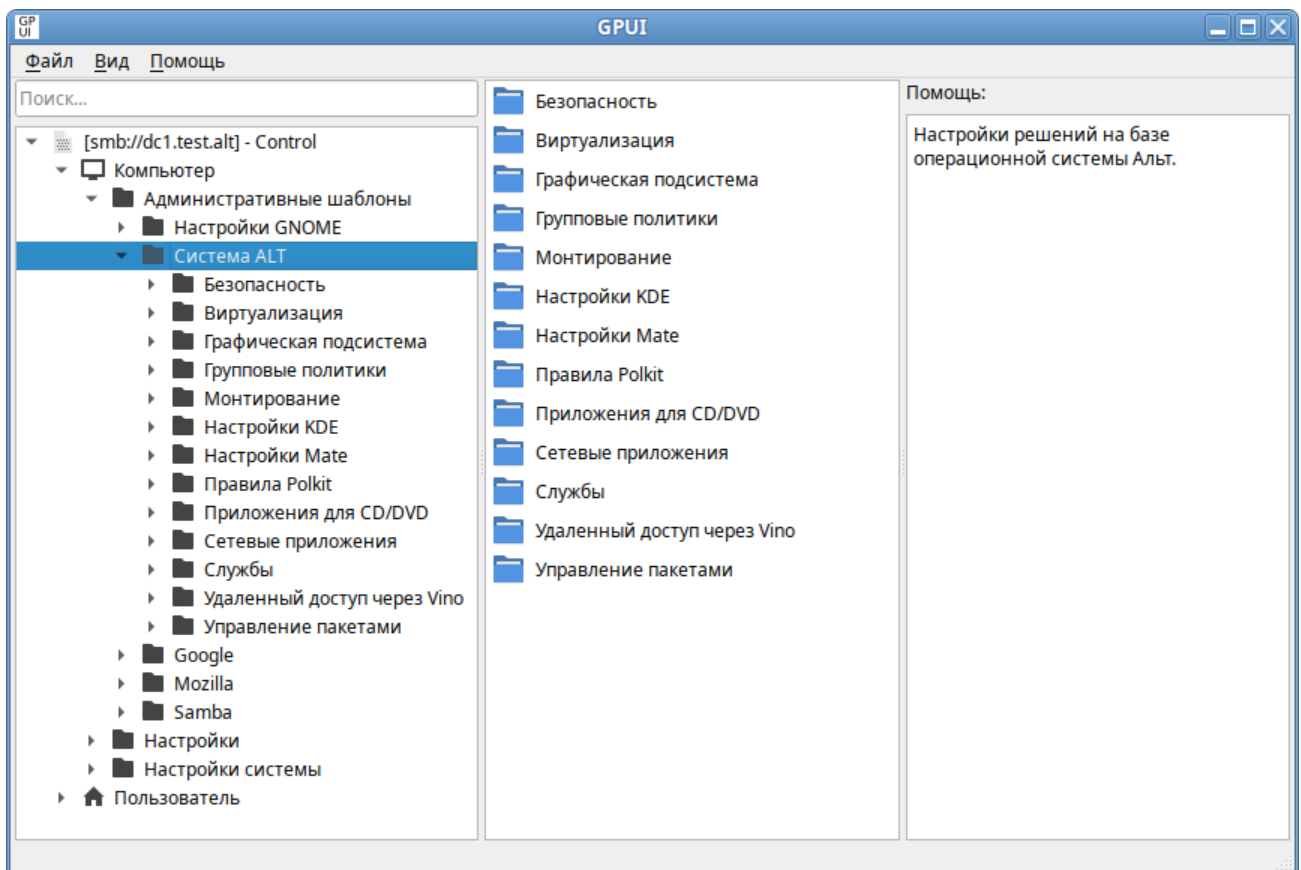 GPUI
GPUI
Файл Вид Помощь
Поиск...
[smb://dc1.test.alt] - Control
Компьютер
Административные шаблоны
Настройки GNOME
Система ALT
Безопасность
Виртуализация
Графическая подсистема
Групповые политики
Монтирование
Настройки KDE
Настройки Mate
Правила Polkit
Приложения для CD/DVD
Сетевые приложения
Службы
Удаленный доступ через Vino
Управление пакетами
Google
Mozilla
Samba
Настройки
Настройки системы
Пользователь
Безопасность
Виртуализация
Графическая подсистема
Групповые политики
Монтирование
Настройки KDE
Настройки Mate
Правила Polkit
Приложения для CD/DVD
Сетевые приложения
Службы
Удаленный доступ через Vino
Управление пакетами
Помощь:
Настройки решений на базе
операционной системы Альт.